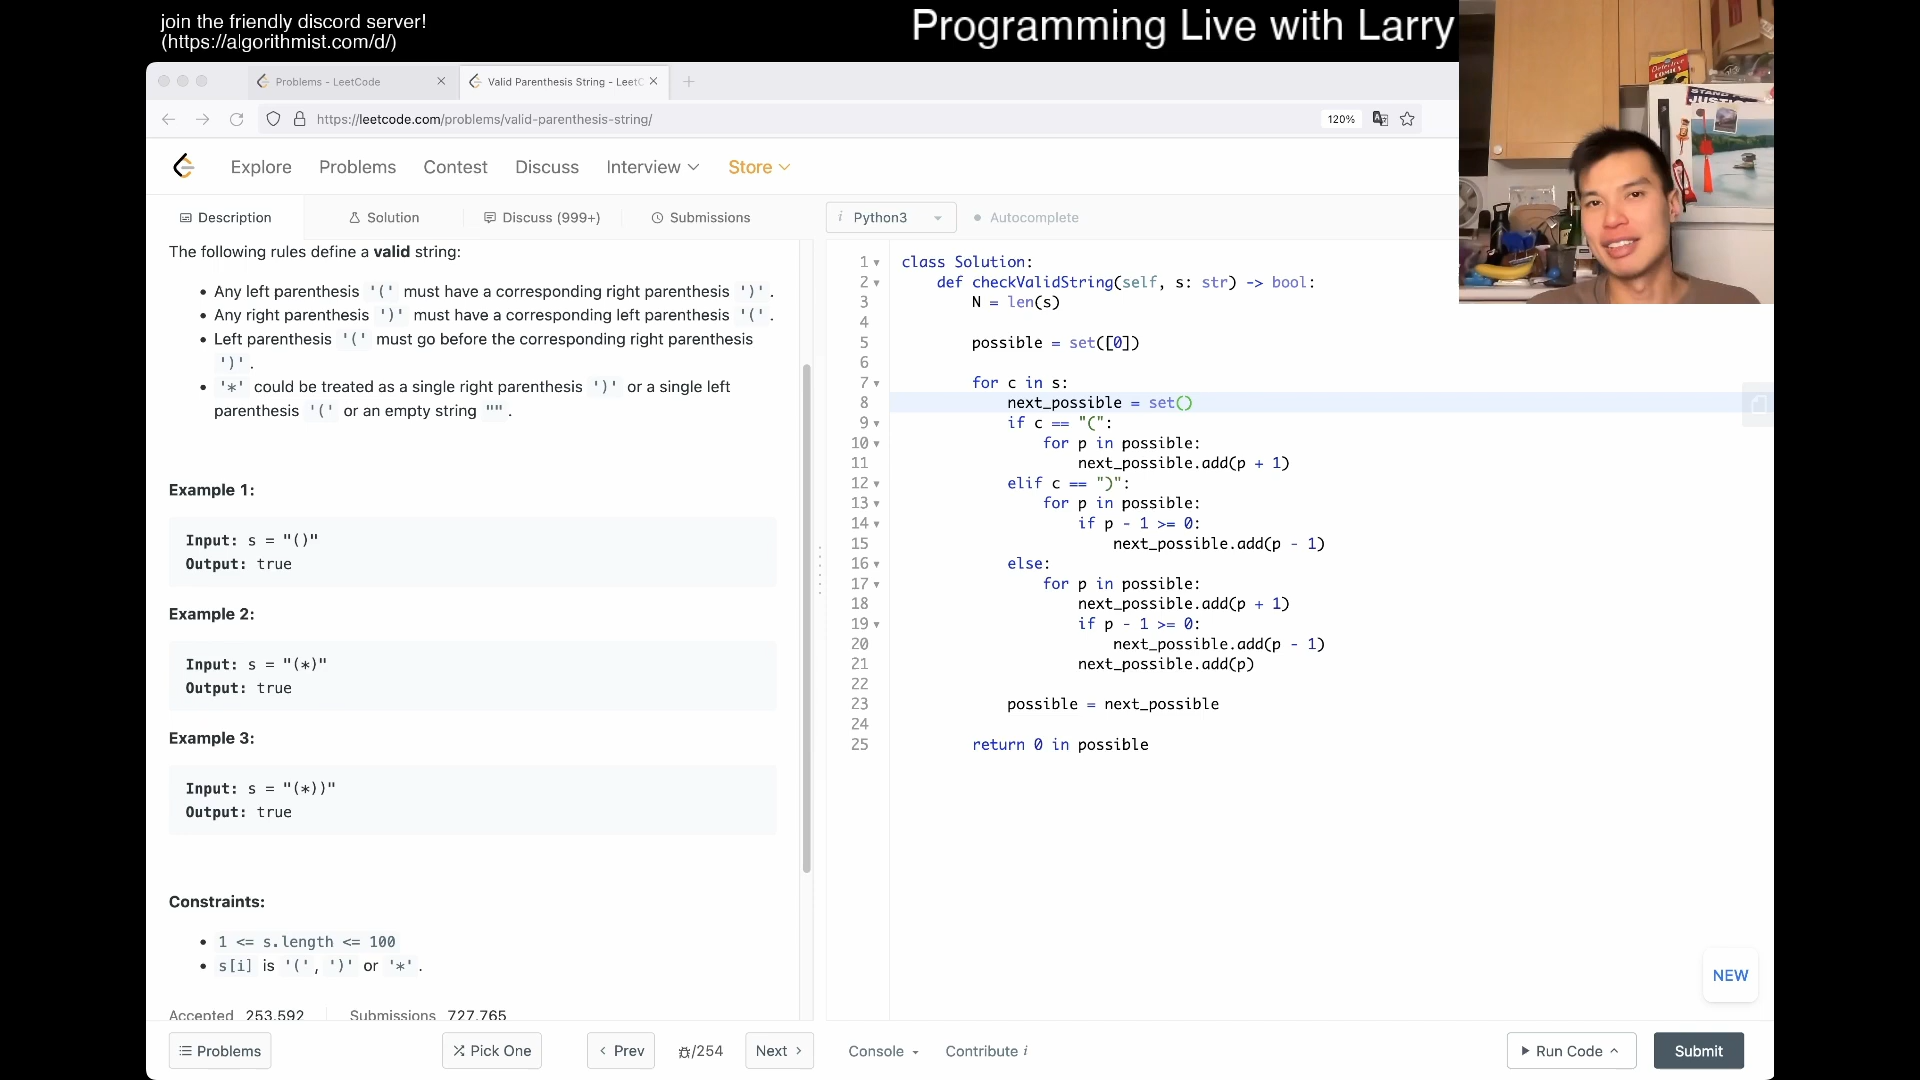 join the friendly discord server!
(https://algorithmist.com/d/)
Programming Live with Larry
Problems - LeetCode
Valid Parenthesis String - LeetC
https://leetcode.com/problems/valid-parenthesis-string/
120%
Explore Problems Contest Discuss Interview Store
Description Solution Discuss (999+) Submissions
i Python3 Autocomplete
The following rules define a valid string:
• Any left parenthesis '(' must have a corresponding right parenthesis ')'.
• Any right parenthesis ')' must have a corresponding left parenthesis '('.
• Left parenthesis '(' must go before the corresponding right parenthesis
')'.
• '*' could be treated as a single right parenthesis ')' or a single left
parenthesis '(' or an empty string "".
Example 1:
Input: s = "()"
Output: true
Example 2:
Input: s = "(*)"
Output: true
Example 3:
Input: s = "(*))"
Output: true
Constraints:
• 1 <= s.length <= 100
• s[i] is '(', ')' or '*'.
Accepted 253,592 Submissions 727,765
1 class Solution:
2 def checkValidString(self, s: str) -> bool:
3 N = len(s)
4
5 possible = set([0])
6
7 for c in s:
8 next_possible = set()
9 if c == "(":
10 for p in possible:
11 next_possible.add(p + 1)
12 elif c == ")":
13 for p in possible:
14 if p - 1 >= 0:
15 next_possible.add(p - 1)
16 else:
17 for p in possible:
18 next_possible.add(p + 1)
19 if p - 1 >= 0:
20 next_possible.add(p - 1)
21 next_possible.add(p)
22
23 possible = next_possible
24
25 return 0 in possible
NEW
Problems Pick One Prev /254 Next Console Contribute i Run Code Submit